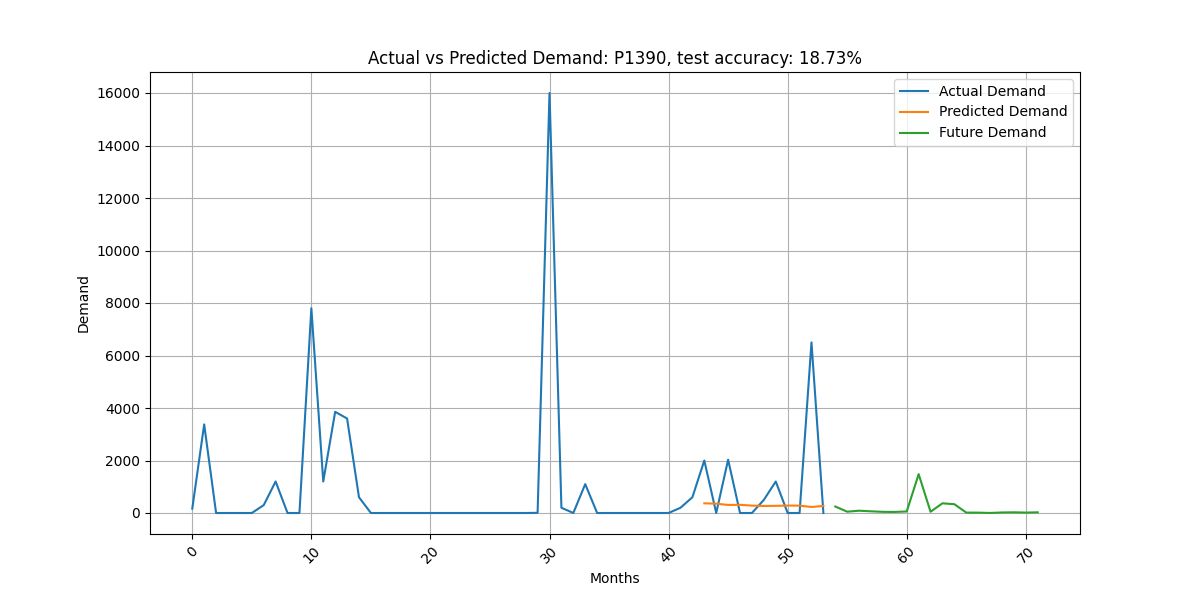 Actual vs Predicted Demand: P1390, test accuracy: 18.73%
Actual Demand
Predicted Demand
Future Demand
16000
14000
12000
10000
8000
6000
4000
2000
0
Demand
0 10 20 30 40 50 60 70
Months